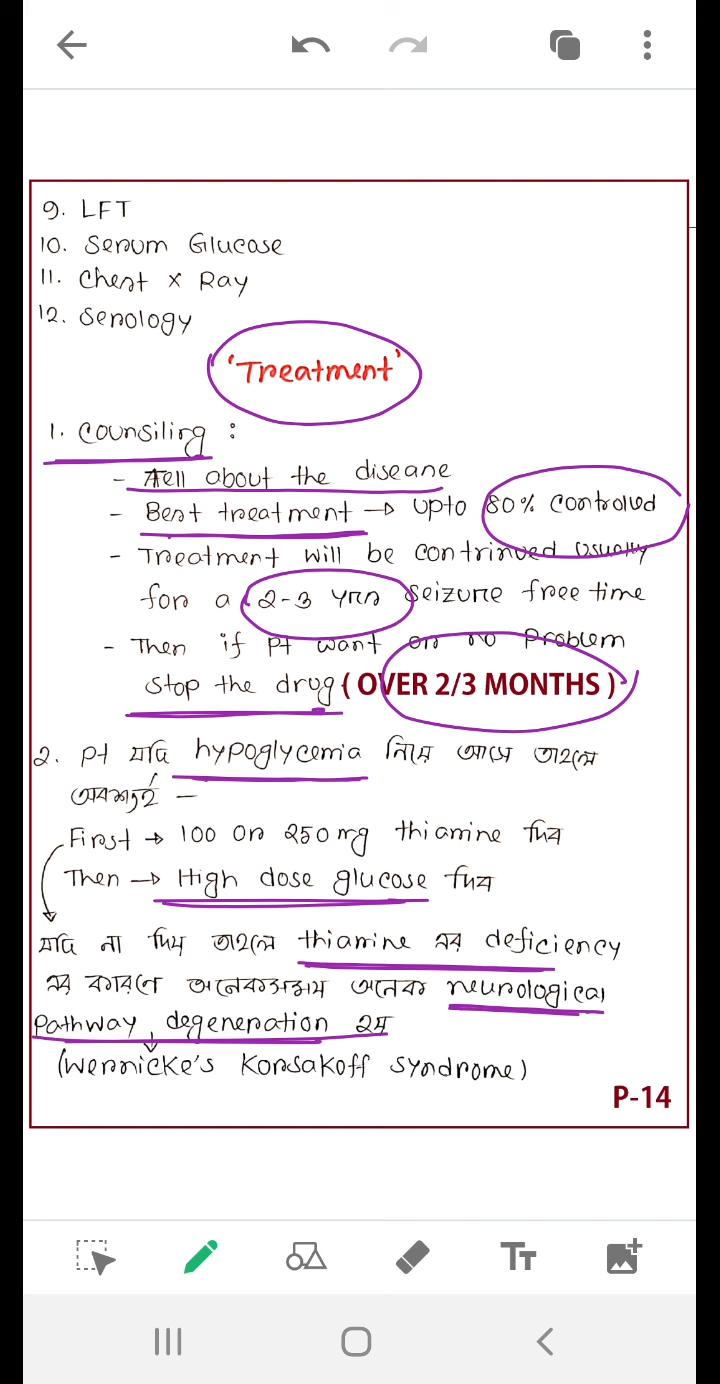 9. LFT
10. Serum Glucose
11. Chest x Ray
12. Serology
'Treatment'
1. Counsiling :
- Tell about the disease
- Best treatment → upto 80% controlled
- Treatment will be continued usually
for a 2-3 yrs seizure free time
- Then if pt want or no problem
stop the drug ( OVER 2/3 MONTHS )
2. pt যদি hypoglycemia নিয়ে আসে তাহলে
অবশ্যই —
First → 100 or 250 mg thiamine দিব
Then → High dose glucose দিব
যদি না দিয় তাহলে thiamine এর deficiency
এর কারণে অনেকসময় অনেক neurological
Pathway degeneration হয়
(Wernicke's Korsakoff syndrome)
P-14
TT